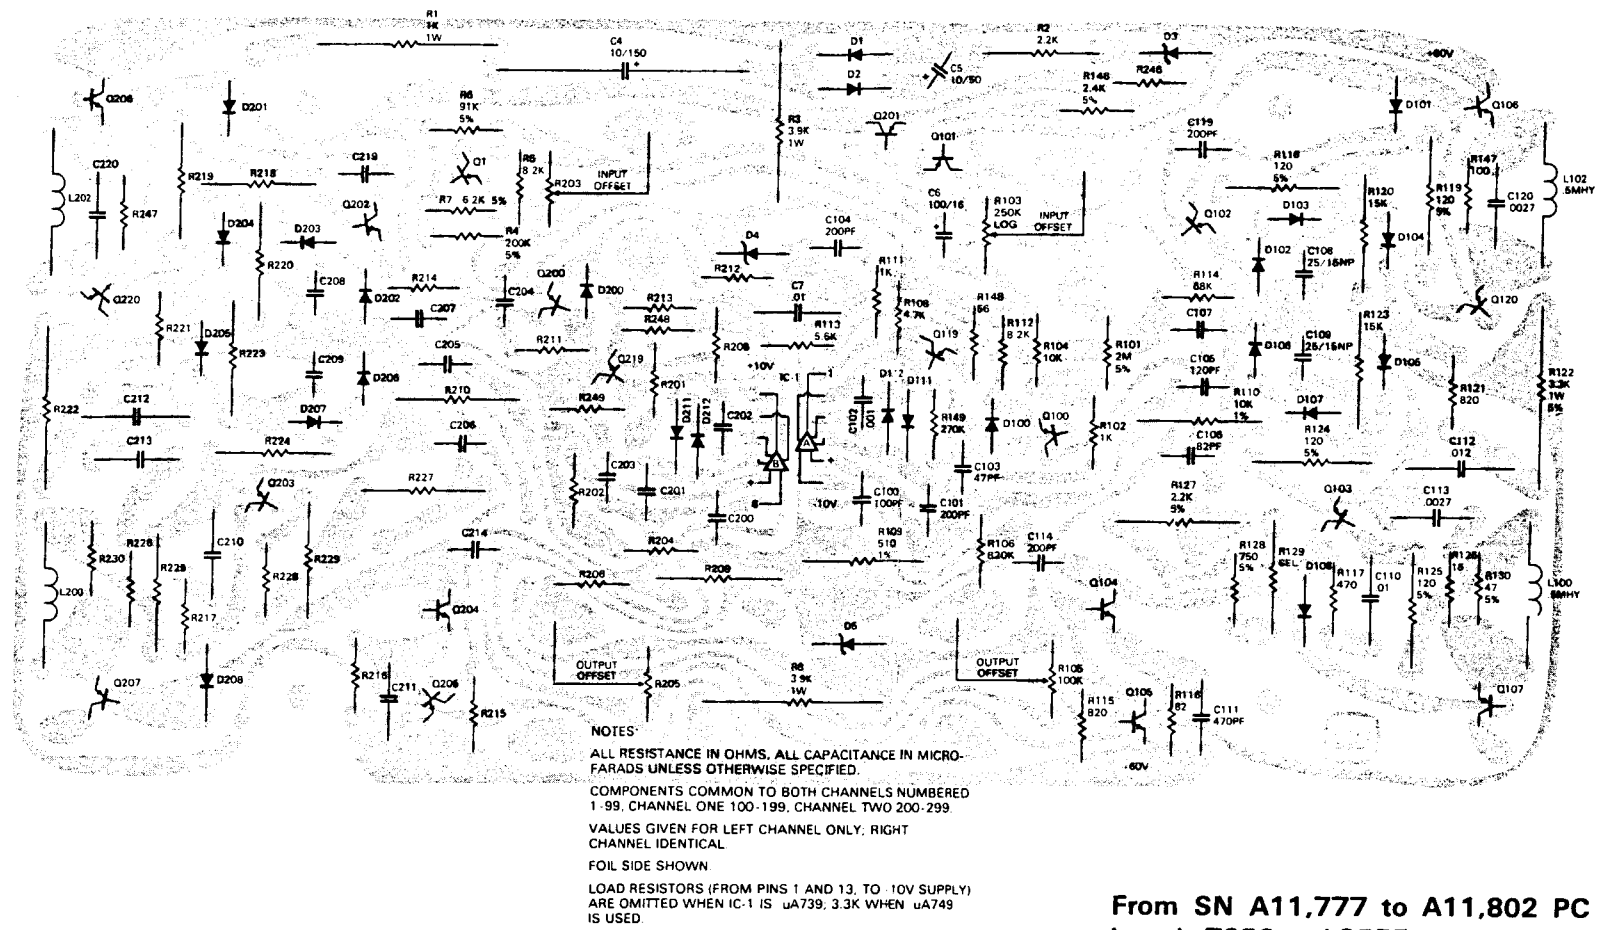 R1
1K
1W
C4
10/150
+
D1
D2
C5
10/50
R2
2.2K
D3
R246
R146
2.4K
5%
+60V
Q206
D201
R6
91K
5%
R3
3.9K
1W
Q201
Q101
C119
200PF
D101
Q106
C220
L202
R247
R219
R218
C219
Q1
R5
8.2K
R203
INPUT
OFFSET
R7 6.2K 5%
R4
200K
5%
Q202
D204
D203
R220
C6
100/16
R103
250K
LOG
INPUT
OFFSET
C104
200PF
D4
R116
120
5%
D103
Q102
R120
15K
R119
120
5%
R147
100
C120
.0027
L102
.5MHY
D104
D102
C108
25/15NP
Q220
C208
D202
R214
C207
C204
Q200
D200
R213
R248
R212
C7
.01
R113
5.6K
R111
1K
R108
4.7K
R148
56
R112
8.2K
R104
10K
R101
2M
5%
R114
68K
C107
Q120
R221
D205
R223
C209
D206
C205
R211
Q219
R201
R208
+10V
IC-1
1
Q119
C105
120PF
D106
C109
25/15NP
R123
15K
D105
R122
3.3K
1W
5%
R121
820
R222
C212
D207
R210
R249
D211
D212
C202
C102
.001
D112
D111
R149
270K
D100
Q100
R102
1K
R110
10K
1%
D107
R124
120
5%
C213
R224
C206
C203
R202
C201
C200
A
B
+
+
8
-10V
C100
100PF
C103
47PF
C101
200PF
C106
82PF
C112
.012
R227
Q203
R127
2.2K
5%
Q103
C113
.0027
R230
R226
R229
C210
R228
R229
R217
C214
R204
R206
R209
R109
510
1%
R106
820K
C114
200PF
R128
750
5%
R129
SEL
D108
R117
470
C110
.01
R125
120
5%
R126
15
R130
47
5%
L100
.5MHY
L200
Q204
Q104
D5
Q207
D208
R216
C211
Q205
R215
OUTPUT
OFFSET
R205
R8
3.9K
1W
OUTPUT
OFFSET
R105
100K
R115
820
Q105
R118
82
C111
470PF
Q107
-60V
NOTES
ALL RESISTANCE IN OHMS, ALL CAPACITANCE IN MICRO-
FARADS UNLESS OTHERWISE SPECIFIED.
COMPONENTS COMMON TO BOTH CHANNELS NUMBERED
1-99, CHANNEL ONE 100-199, CHANNEL TWO 200-299.
VALUES GIVEN FOR LEFT CHANNEL ONLY; RIGHT
CHANNEL IDENTICAL
FOIL SIDE SHOWN.
LOAD RESISTORS (FROM PINS 1 AND 13, TO -10V SUPPLY)
ARE OMITTED WHEN IC-1 IS uA739; 3.3K WHEN uA749
IS USED.
From SN A11,777 to A11,802 PC